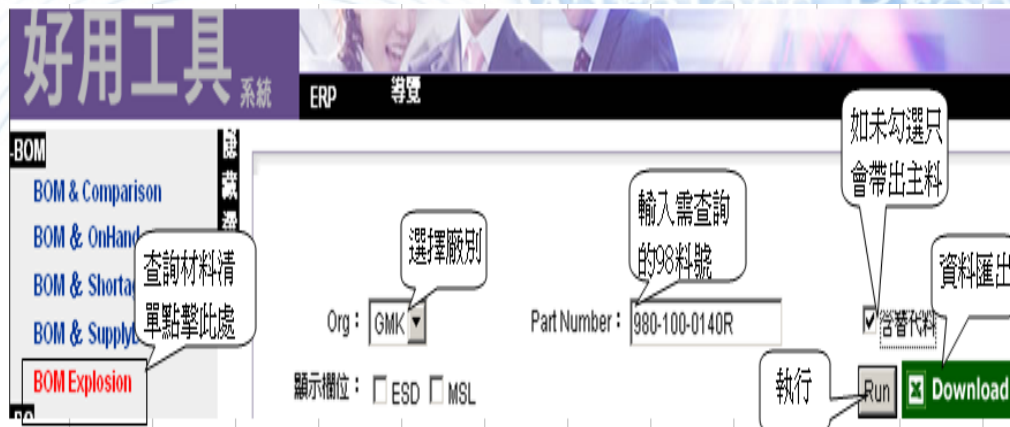 好用工具 系統
ERP 導覽
-BOM
BOM & Comparison
BOM & OnHand
BOM & Shorta
BOM & Supply
BOM Explosion
隱藏選
查詢材料清
單點擊此處
選擇廠別
輸入需查詢
的98料號
如未勾選只
會帶出主料
資料匯出
Org： GMK
Part Number： 980-100-0140R
含替代料
顯示欄位： ESD MSL
執行
Run
Download